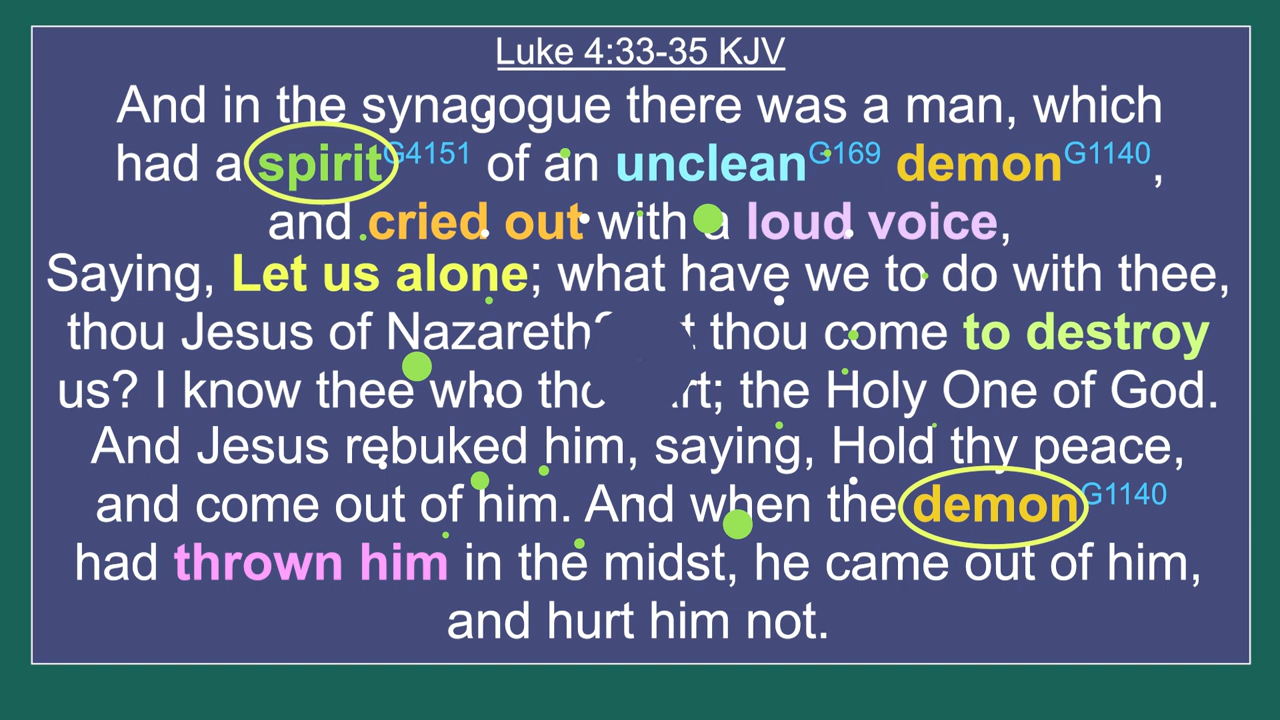 Luke 4:33-35 KJV
And in the synagogue there was a man, which
had a spirit G4151 of an unclean G169 demon G1140,
and cried out with a loud voice,
Saying, Let us alone; what have we to do with thee,
thou Jesus of Nazareth? thou come to destroy
us? I know thee who the Holy One of God.
And Jesus rebuked him, saying, Hold thy peace,
and come out of him. And when the demon G1140
had thrown him in the midst, he came out of him,
and hurt him not.